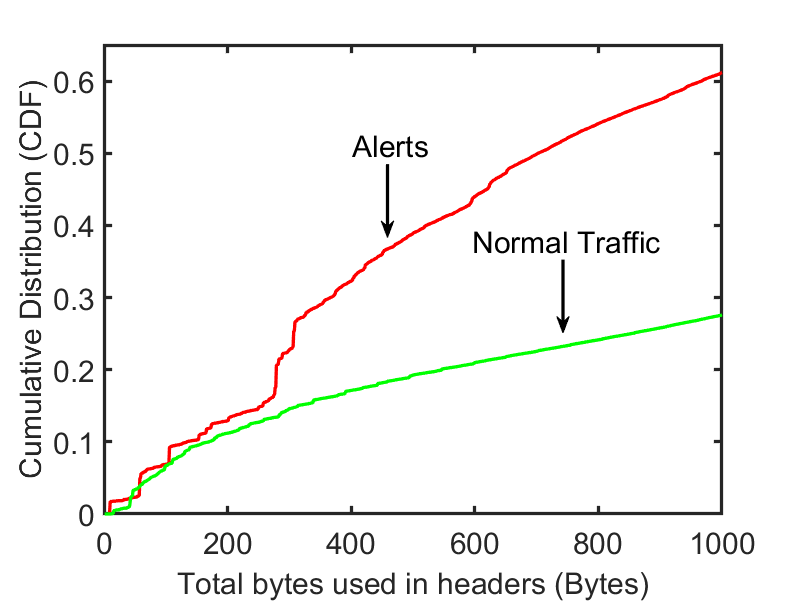 Cumulative Distribution (CDF)
0.6
0.5
0.4
0.3
0.2
0.1
0
Alerts
Normal Traffic
0 200 400 600 800 1000
Total bytes used in headers (Bytes)